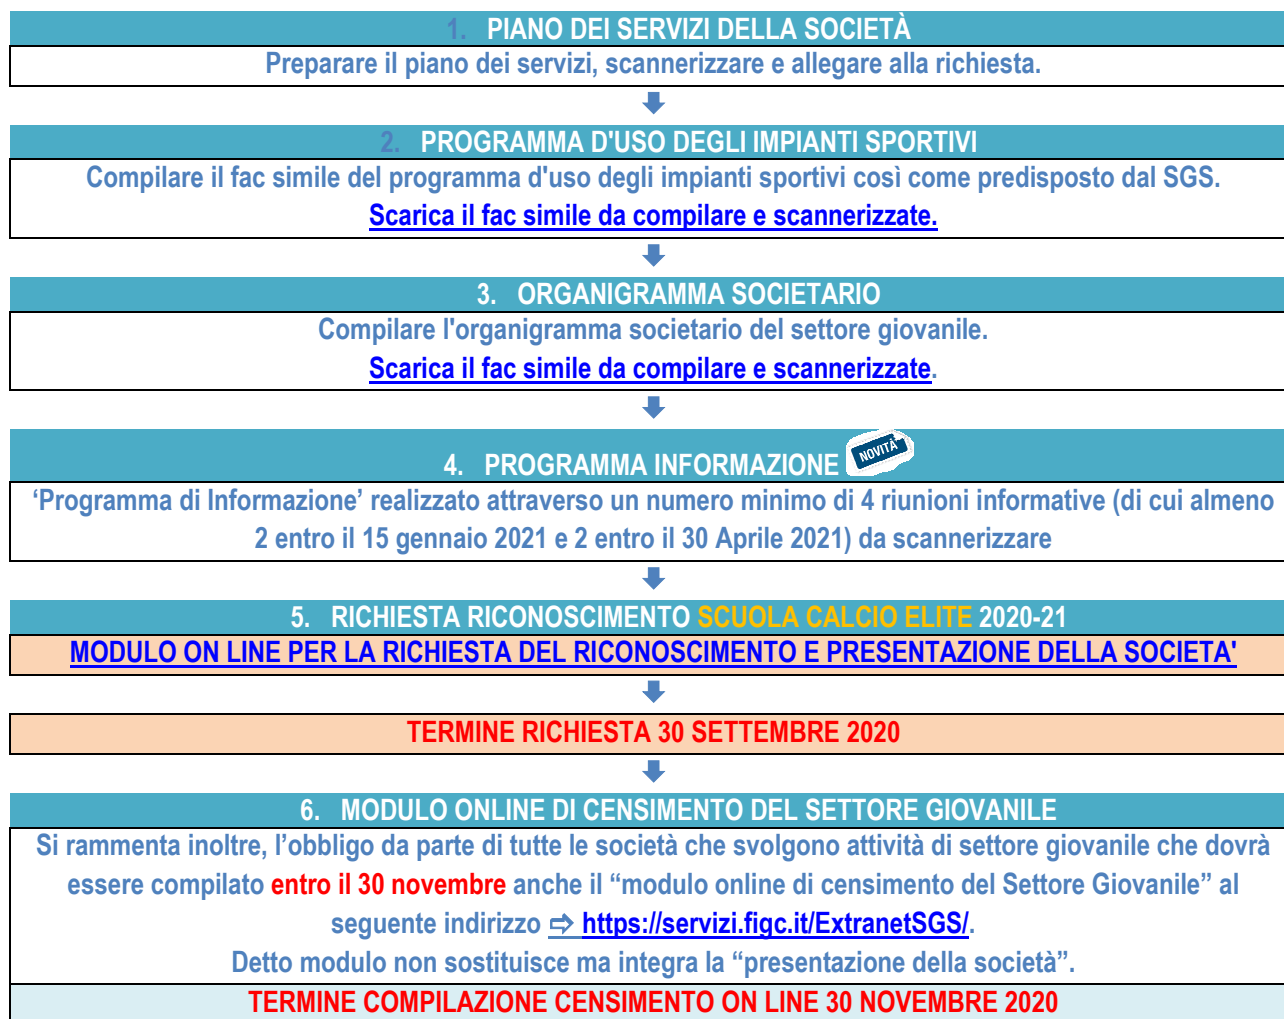 1. PIANO DEI SERVIZI DELLA SOCIETÀ
Preparare il piano dei servizi, scannerizzare e allegare alla richiesta.
2. PROGRAMMA D'USO DEGLI IMPIANTI SPORTIVI
Compilare il fac simile del programma d'uso degli impianti sportivi così come predisposto dal SGS.
Scarica il fac simile da compilare e scannerizzate.
3. ORGANIGRAMMA SOCIETARIO
Compilare l'organigramma societario del settore giovanile.
Scarica il fac simile da compilare e scannerizzate.
4. PROGRAMMA INFORMAZIONE NOVITÀ
‘Programma di Informazione’ realizzato attraverso un numero minimo di 4 riunioni informative (di cui almeno
2 entro il 15 gennaio 2021 e 2 entro il 30 Aprile 2021) da scannerizzare
5. RICHIESTA RICONOSCIMENTO SCUOLA CALCIO ELITE 2020-21
MODULO ON LINE PER LA RICHIESTA DEL RICONOSCIMENTO E PRESENTAZIONE DELLA SOCIETA'
TERMINE RICHIESTA 30 SETTEMBRE 2020
6. MODULO ONLINE DI CENSIMENTO DEL SETTORE GIOVANILE
Si rammenta inoltre, l’obbligo da parte di tutte le società che svolgono attività di settore giovanile che dovrà
essere compilato entro il 30 novembre anche il “modulo online di censimento del Settore Giovanile” al
seguente indirizzo ⇨ https://servizi.figc.it/ExtranetSGS/.
Detto modulo non sostituisce ma integra la “presentazione della società”.
TERMINE COMPILAZIONE CENSIMENTO ON LINE 30 NOVEMBRE 2020